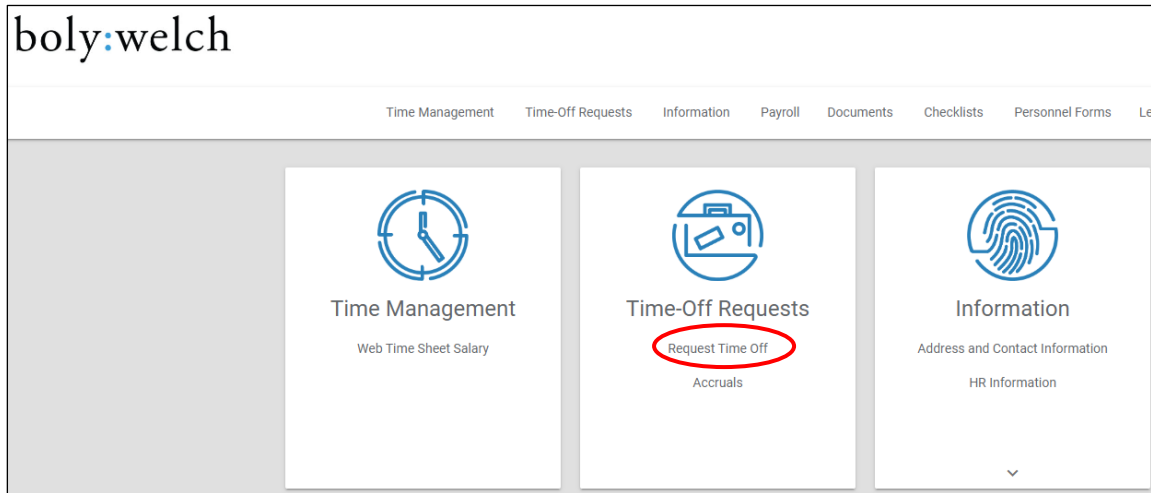 boly:welch
Time Management Time-Off Requests Information Payroll Documents Checklists Personnel Forms Le
Time Management Time-Off Requests Information
Web Time Sheet Salary Request Time Off Address and Contact Information
Accruals HR Information